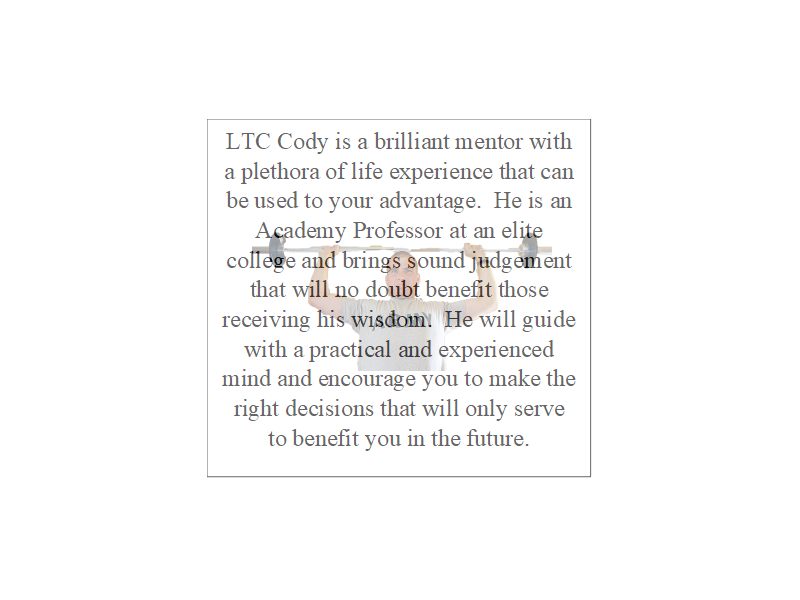 LTC Cody is a brilliant mentor with
a plethora of life experience that can
be used to your advantage.  He is an
Academy Professor at an elite
college and brings sound judgement
that will no doubt benefit those
receiving his wisdom.  He will guide
with a practical and experienced
mind and encourage you to make the
right decisions that will only serve
to benefit you in the future.